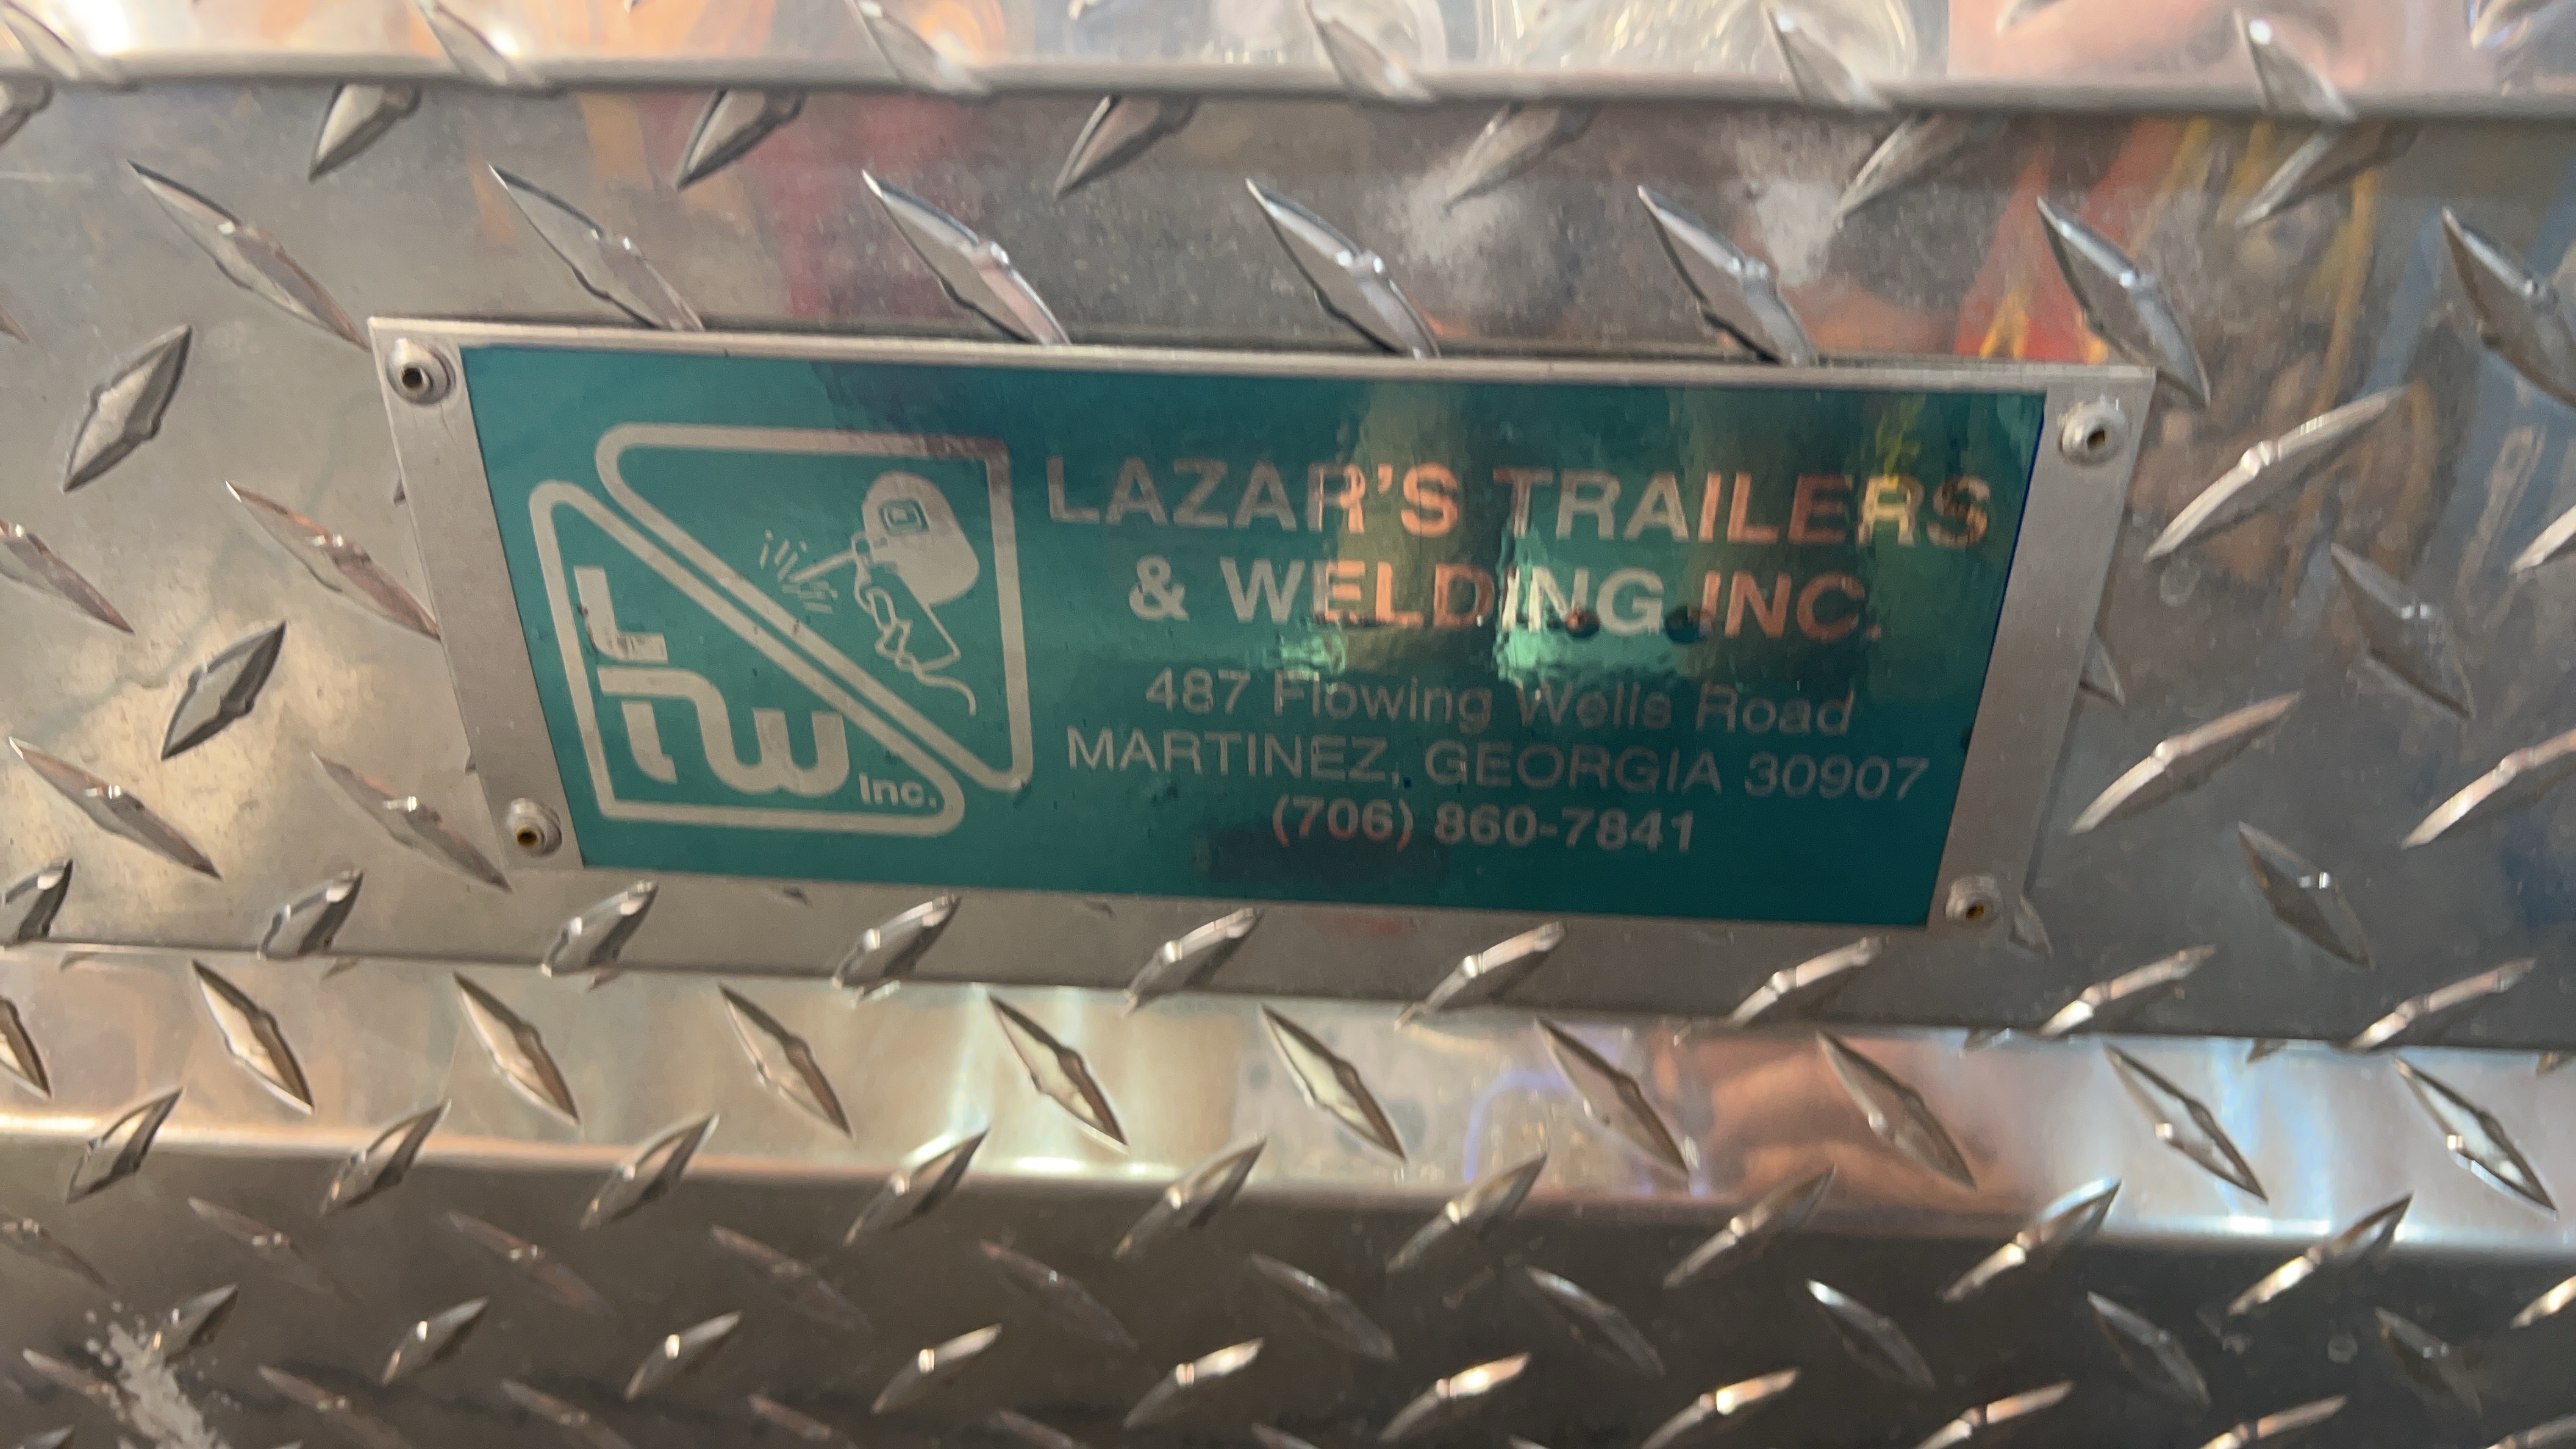 LAZAR'S TRAILERS
& WELDING INC.
487 Flowing Wells Road
MARTINEZ, GEORGIA 30907
(706) 860-7841
LTW
Inc.